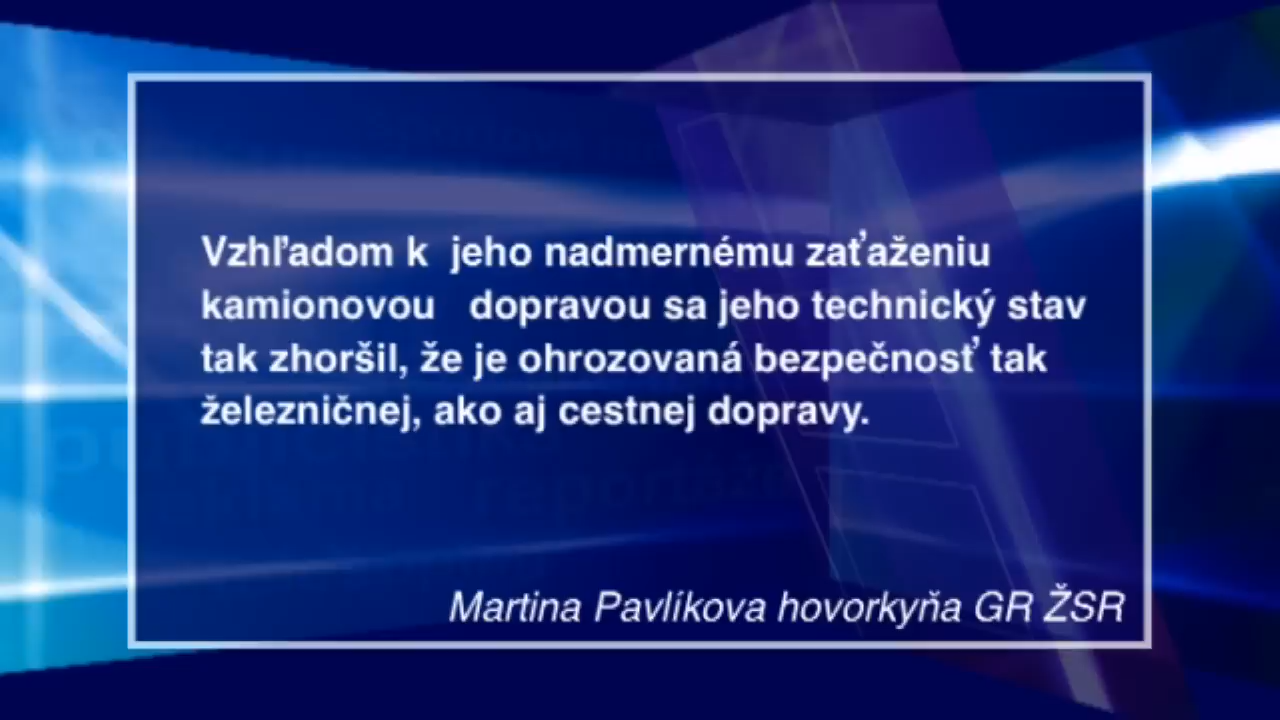 Vzhľadom k jeho nadmernému zaťaženiu
kamionovou dopravou sa jeho technický stav
tak zhoršil, že je ohrozovaná bezpečnosť tak
železničnej, ako aj cestnej dopravy.
Martina Pavlíkova hovorkyňa GR ŽSR